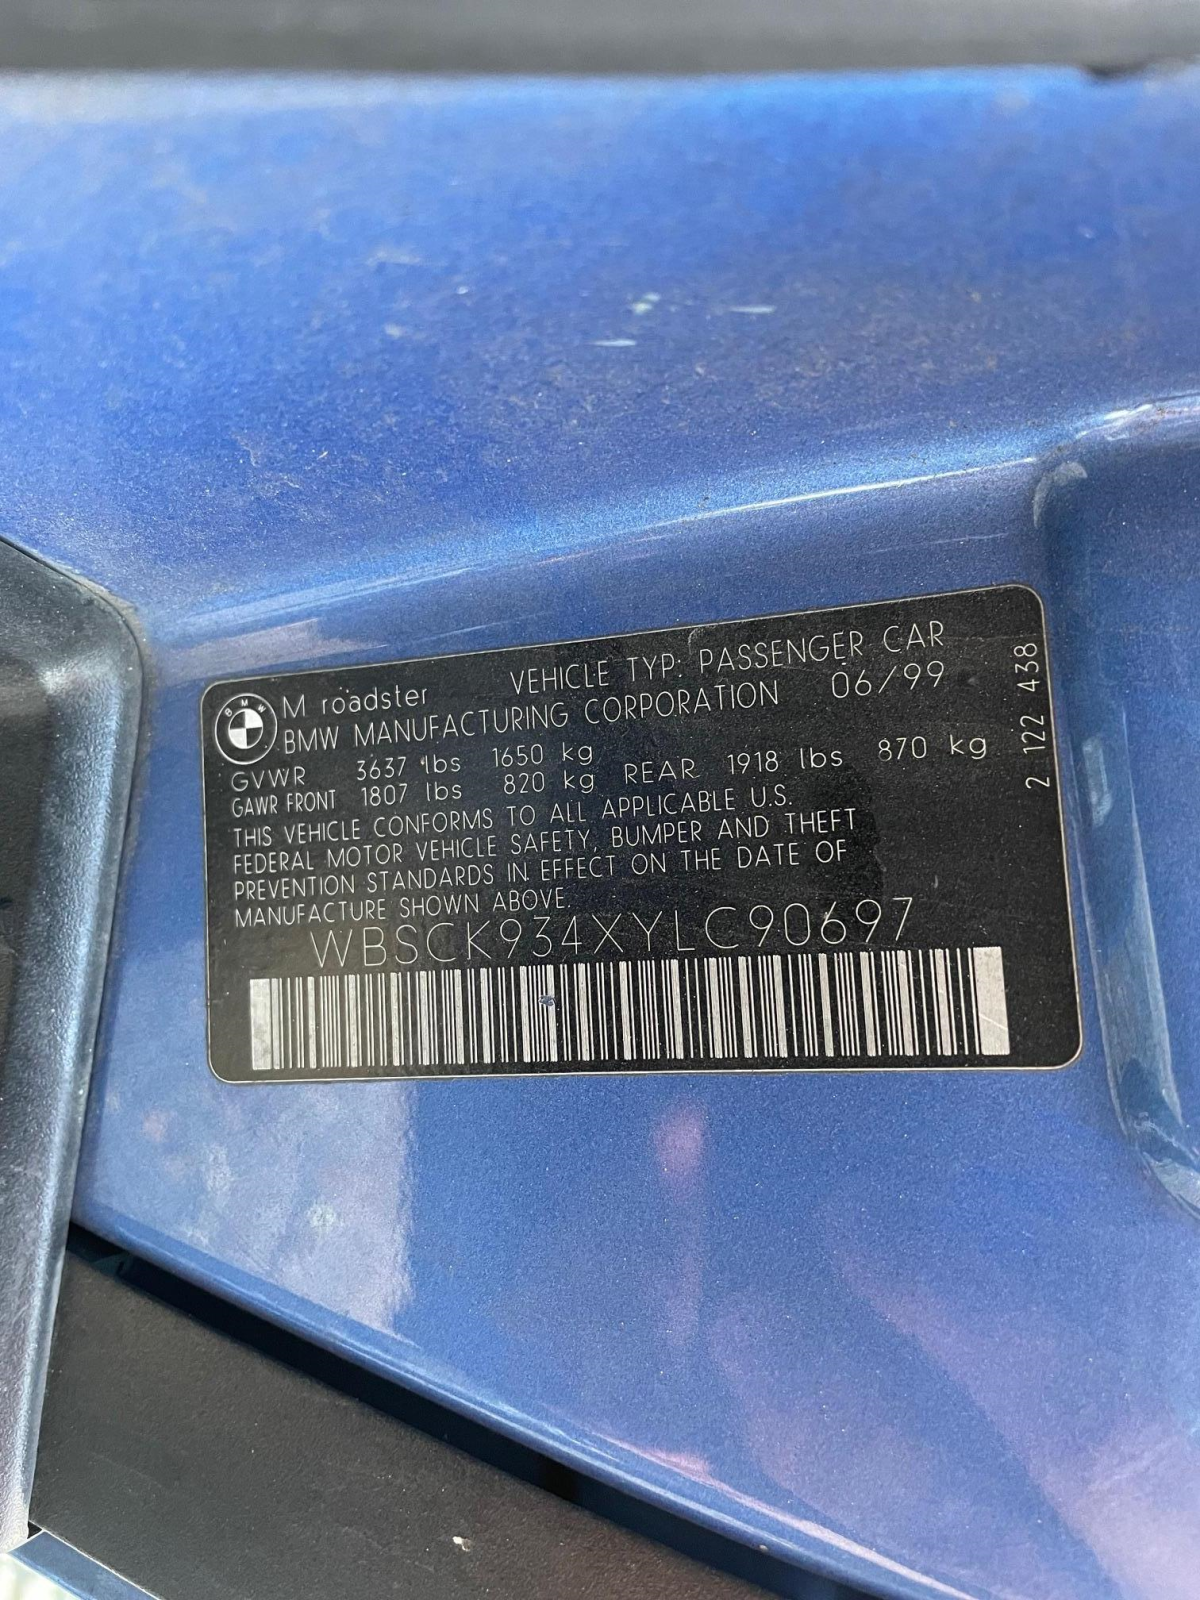 BMW
M roadster VEHICLE TYP: PASSENGER CAR
BMW MANUFACTURING CORPORATION 06/99
GVWR 3637 lbs 1650 kg
GAWR FRONT 1807 lbs 820 kg REAR 1918 lbs 870 kg
THIS VEHICLE CONFORMS TO ALL APPLICABLE U.S.
FEDERAL MOTOR VEHICLE SAFETY, BUMPER AND THEFT
PREVENTION STANDARDS IN EFFECT ON THE DATE OF
MANUFACTURE SHOWN ABOVE.
WBSCK934XYLC90697
2 122 438